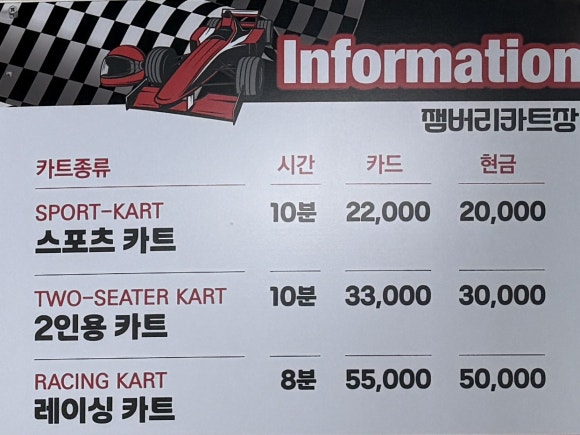 Information
잼버리카트장
카트종류 시간 카드 현금
SPORT-KART 10분 22,000 20,000
스포츠 카트
TWO-SEATER KART 10분 33,000 30,000
2인용 카트
RACING KART 8분 55,000 50,000
레이싱 카트